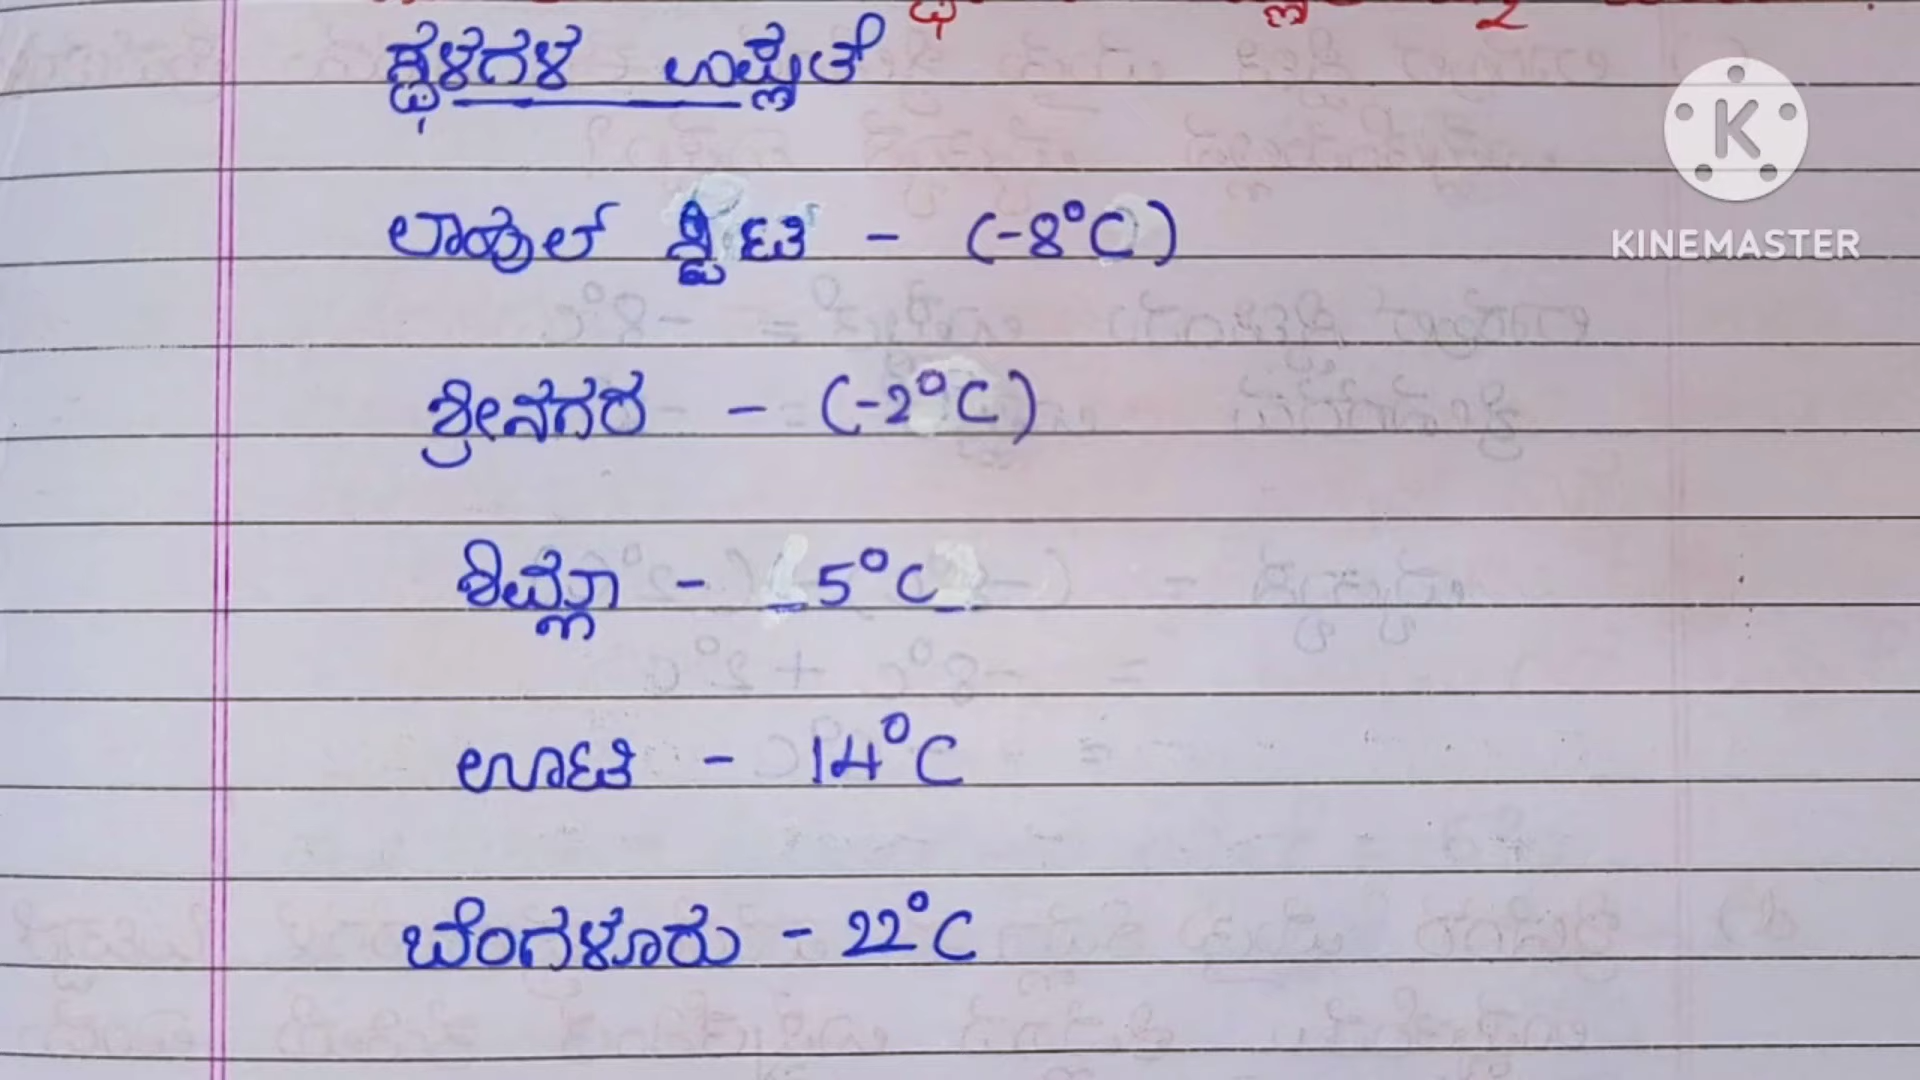 ಸ್ಥಳಗಳ ಉಷ್ಣತೆ
K
KINEMASTER
ಲಾಹುಲ್ ಸ್ಪಿಟಿ - (-8°C)
ಶ್ರೀನಗರ - (-2°C)
ಶಿಮ್ಲಾ - 5°C
ಊಟಿ - 14°C
ಬೆಂಗಳೂರು - 22°C